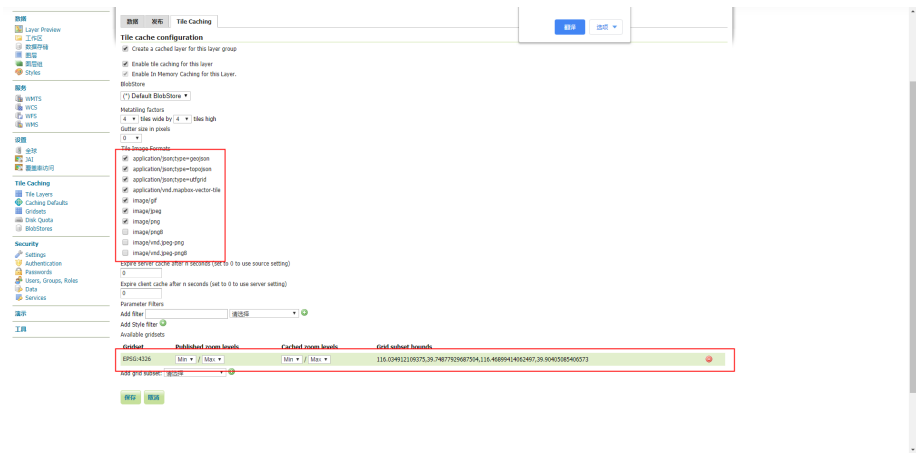 数据
Layer Preview
工作区
数据存储
图层
图层组
Styles
服务
WMTS
WCS
WFS
WMS
设置
全球
JAI
覆盖率访问
Tile Caching
Tile Layers
Caching Defaults
Gridsets
Disk Quota
BlobStores
Security
Settings
Authentication
Passwords
Users, Groups, Roles
Data
Services
演示
工具
数据 发布 Tile Caching
翻译 选项
Tile cache configuration
Create a cached layer for this layer group
Enable tile caching for this layer
Enable In Memory Caching for this Layer.
BlobStore
(*) Default BlobStore
Metatiling factors
4 tiles wide by 4 tiles high
Gutter size in pixels
0
Tile Image Formats
application/json;type=geojson
application/json;type=topojson
application/json;type=utfgrid
application/vnd.mapbox-vector-tile
image/gif
image/jpeg
image/png
image/png8
image/vnd.jpeg-png
image/vnd.jpeg-png8
Expire server cache after n seconds (set to 0 to use source setting)
0
Expire client cache after n seconds (set to 0 to use server setting)
0
Parameter Filters
Add filter 请选择
Add Style filter
Available gridsets
Gridset Published zoom levels Cached zoom levels Grid subset bounds
EPSG:4326 Min / Max Min / Max 116.034912109375,39.74877929687504,116.46899414062497,39.90405085406573
Add grid subset: 请选择
保存 取消